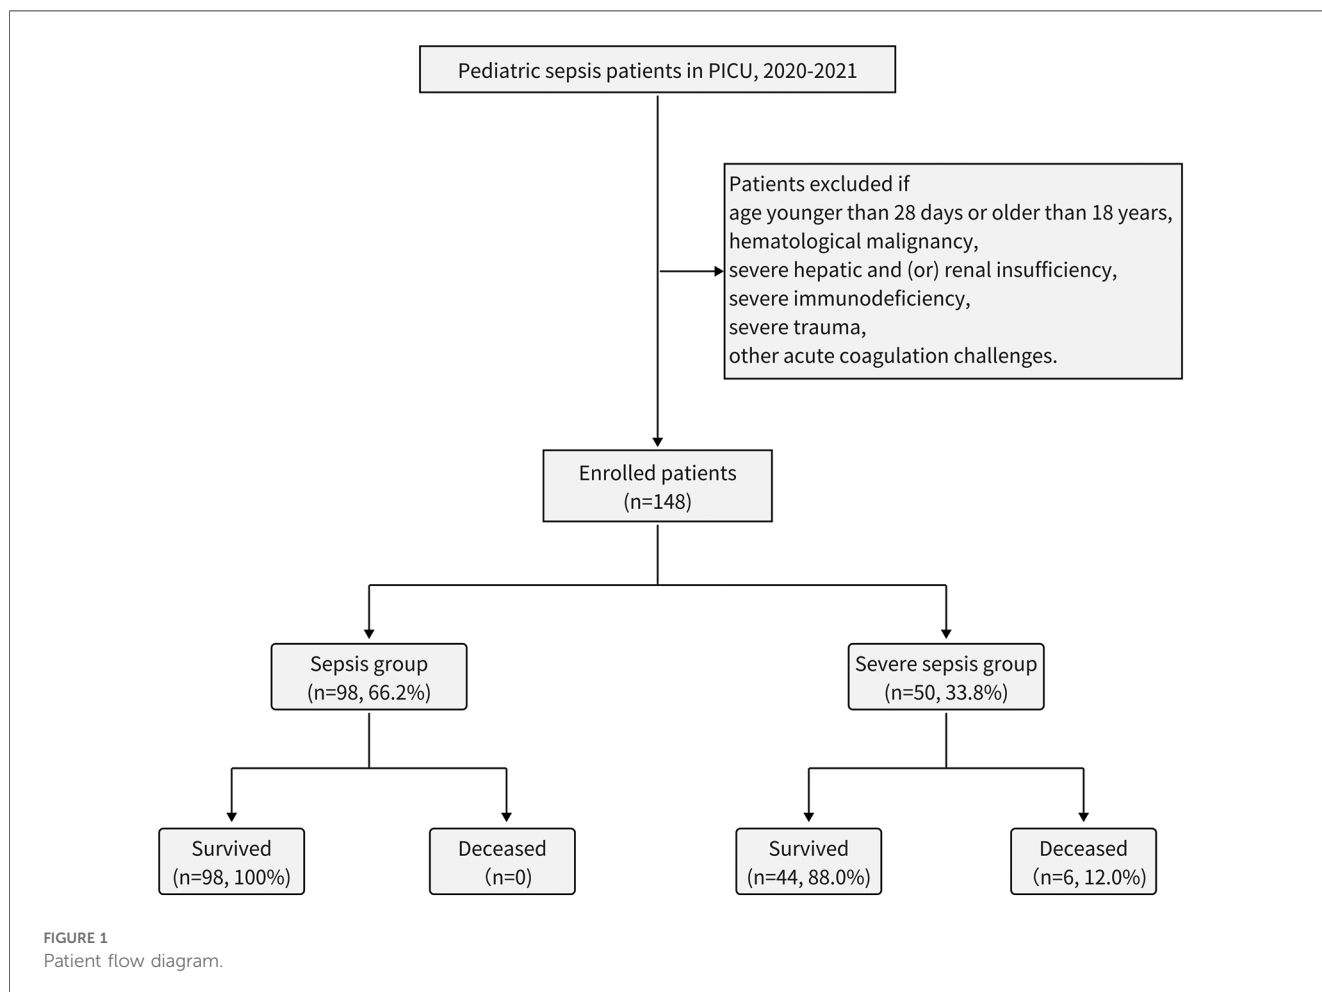 Pediatric sepsis patients in PICU, 2020-2021
Patients excluded if
age younger than 28 days or older than 18 years,
hematological malignancy,
severe hepatic and (or) renal insufficiency,
severe immunodeficiency,
severe trauma,
other acute coagulation challenges.
Enrolled patients
(n=148)
Sepsis group
(n=98, 66.2%)
Severe sepsis group
(n=50, 33.8%)
Survived
(n=98, 100%)
Deceased
（n=0)
Survived
(n=44, 88.0%)
Deceased
（n=6, 12.0%)
FIGURE 1
Patient flow diagram.